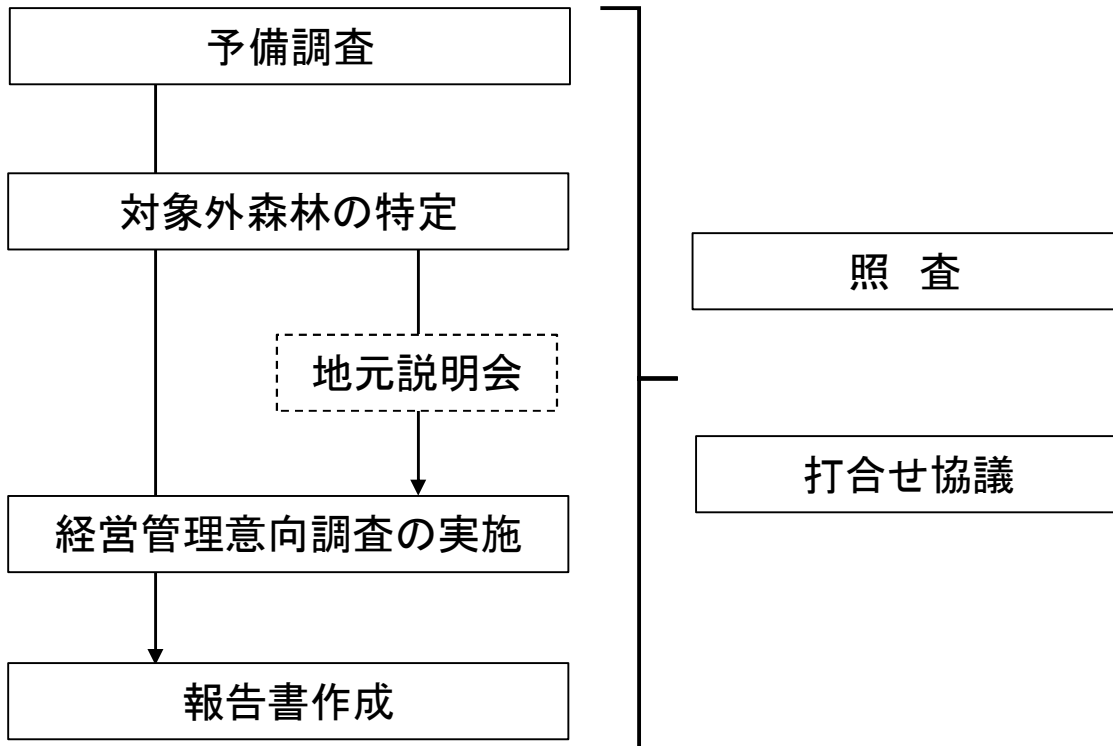 予備調査
対象外森林の特定
地元説明会
経営管理意向調査の実施
報告書作成
照 査
打合せ協議